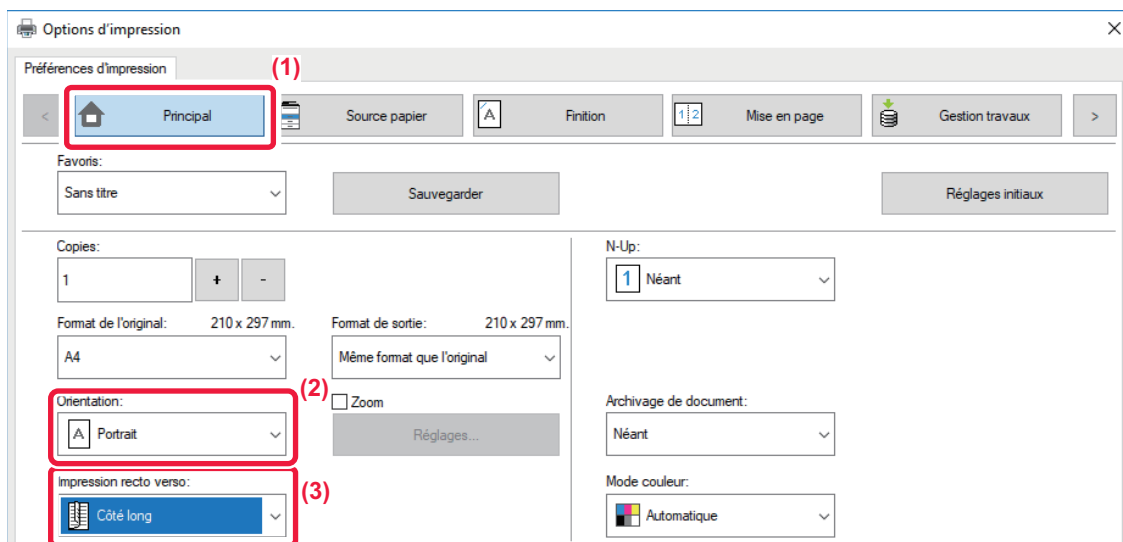 Options d'impression
Préférences d'impression
(1)
< Principal Source papier A Finition 1 2 Mise en page Gestion travaux >
Favoris:
Sans titre Sauvegarder Réglages initiaux
Copies: N-Up:
1 + - 1 Néant
Format de l'original: 210 x 297 mm. Format de sortie: 210 x 297 mm.
A4 Même format que l'original
(2)
Orientation: Zoom Archivage de document:
A Portrait Réglages... Néant
Impression recto verso: (3) Mode couleur:
Côté long Automatique